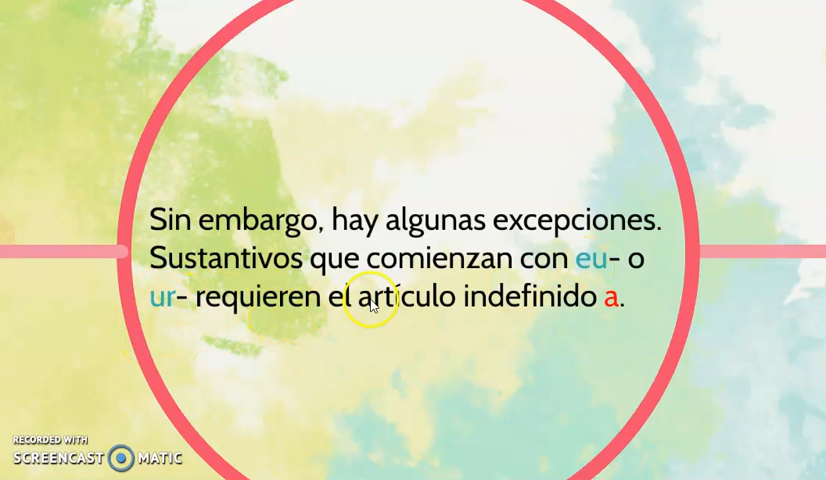 Sin embargo, hay algunas excepciones.
Sustantivos que comienzan con eu- o
ur- requieren el artículo indefinido a.
RECORDED WITH
SCREENCAST MATIC